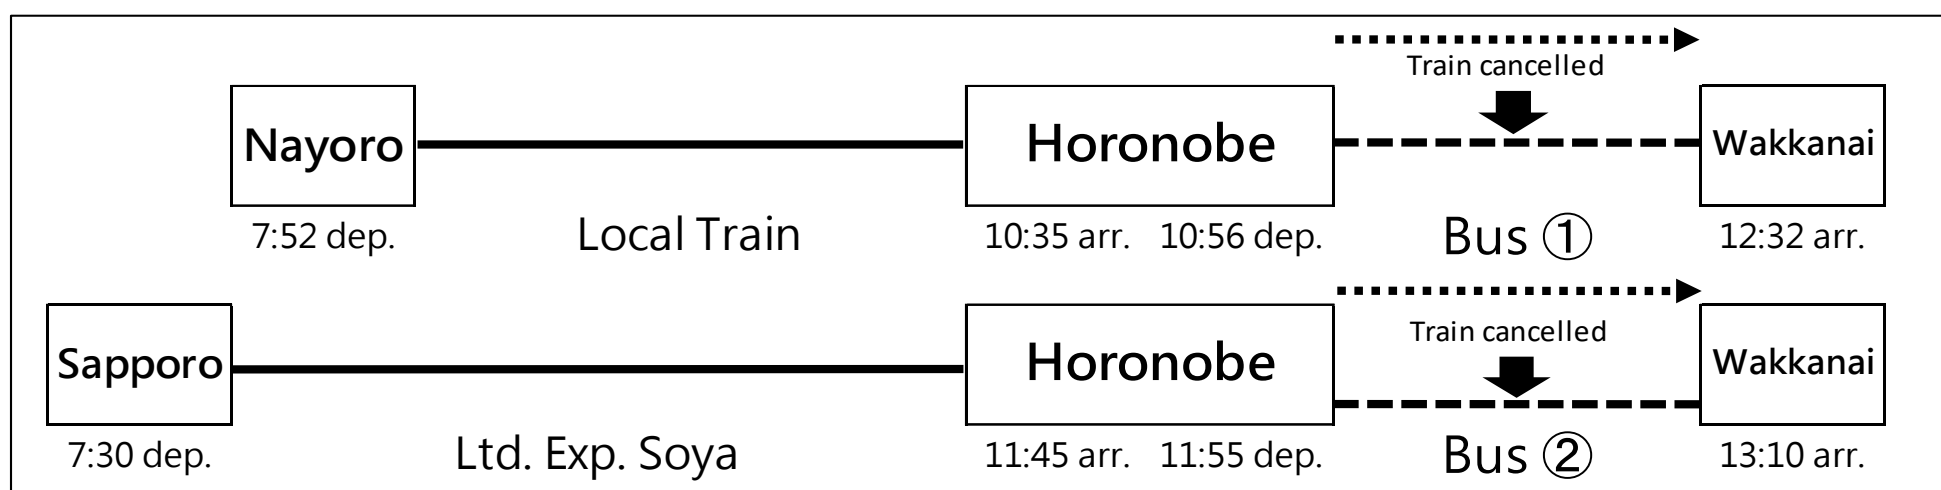 Train cancelled
Nayoro
Horonobe
Wakkanai
7:52 dep.
Local Train
10:35 arr.
10:56 dep.
Bus ①
12:32 arr.
Train cancelled
Sapporo
Horonobe
Wakkanai
7:30 dep.
Ltd. Exp. Soya
11:45 arr.
11:55 dep.
Bus ②
13:10 arr.